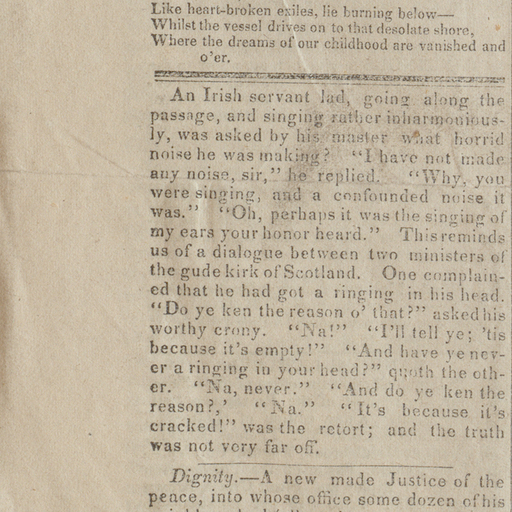 Like heart-broken exiles, lie burning below—
Whilst the vessel drives on to that desolate shore,
Where the dreams of our childhood are vanished and
o'er.
An Irish servant lad, going along the
passage, and singing rather inharmonious-
ly, was asked by his master what horrid
noise he was making? "I have not made
any noise, sir," he replied. "Why, you
were singing, and a confounded noise it
was." "Oh, perhaps it was the singing of
my ears your honor heard." This reminds
us of a dialogue between two ministers of
the gude kirk of Scotland. One complain-
ed that he had got a ringing in his head.
"Do ye ken the reason o' that?" asked his
worthy crony. "Na!" "I'll tell ye; 'tis
because it's empty!" "And have ye nev-
er a ringing in your head?" quoth the oth-
er. "Na, never." "And do ye ken the
reason?,' "Na." "It's because it's
cracked!" was the retort; and the truth
was not very far off.
Dignity.—A new made Justice of the
peace, into whose office some dozen of his